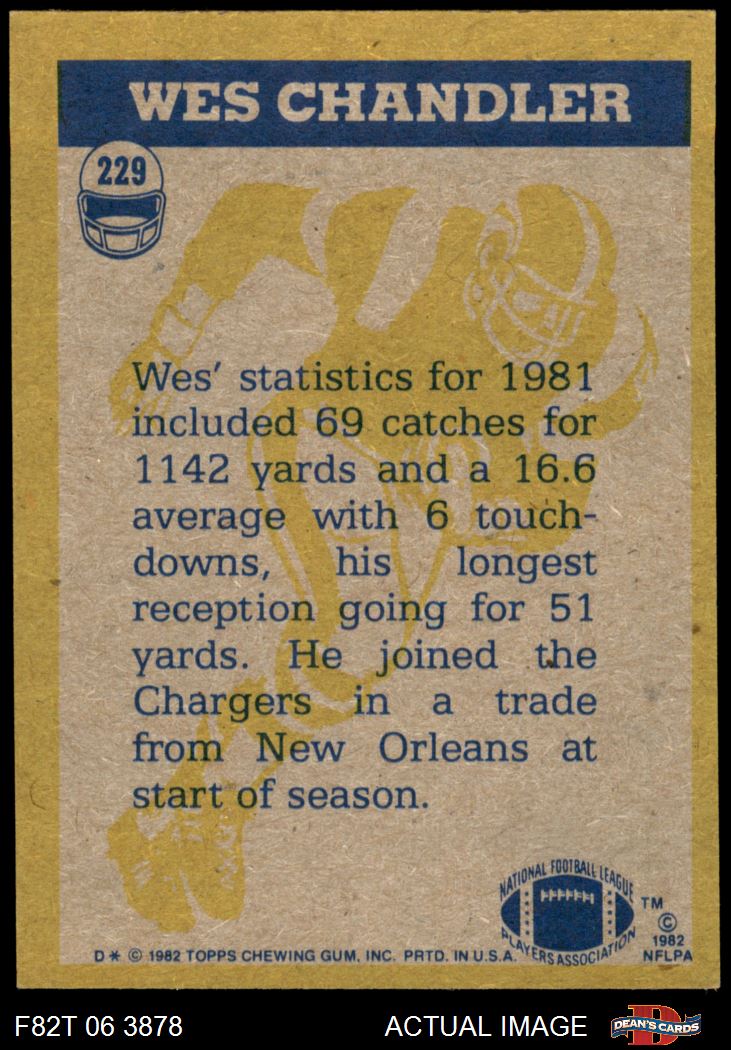 WES CHANDLER
229
Wes' statistics for 1981
included 69 catches for
1142 yards and a 16.6
average with 6 touch-
downs, his longest
reception going for 51
yards. He joined the
Chargers in a trade
from New Orleans at
start of season.
NATIONAL FOOTBALL LEAGUE
PLAYERS ASSOCIATION
TM
©
1982
NFLPA
D * © 1982 TOPPS CHEWING GUM, INC. PRTD. IN U.S.A.
F82T 06 3878
ACTUAL IMAGE
D
DEAN'S CARDS